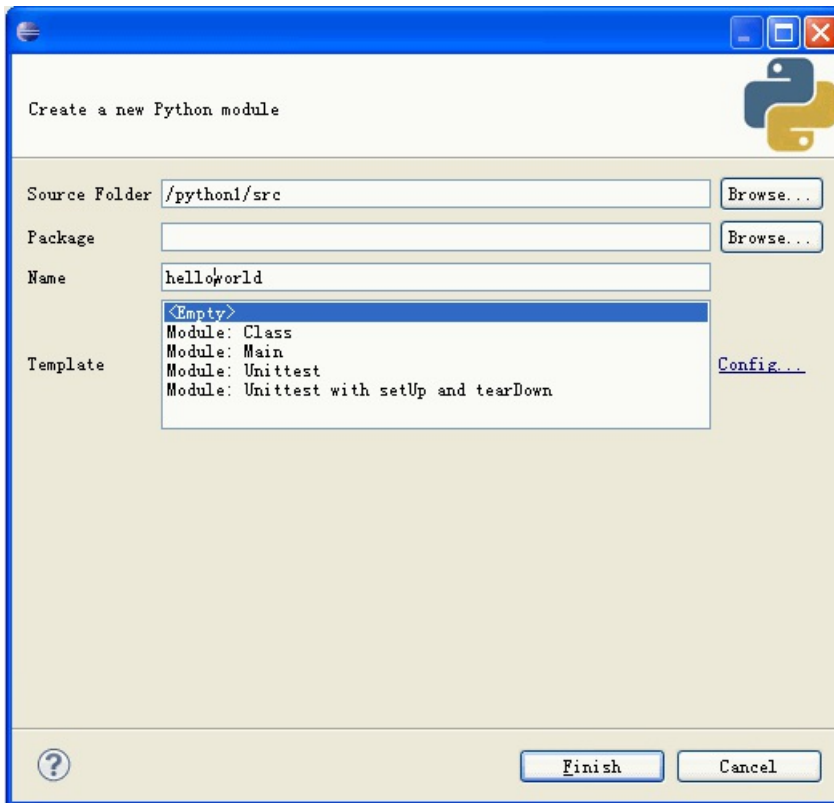 Create a new Python module
Source Folder /python1/src Browse...
Package Browse...
Name helloworld
Template
<Empty>
Module: Class
Module: Main
Module: Unittest
Module: Unittest with setUp and tearDown
Config...
? Finish Cancel